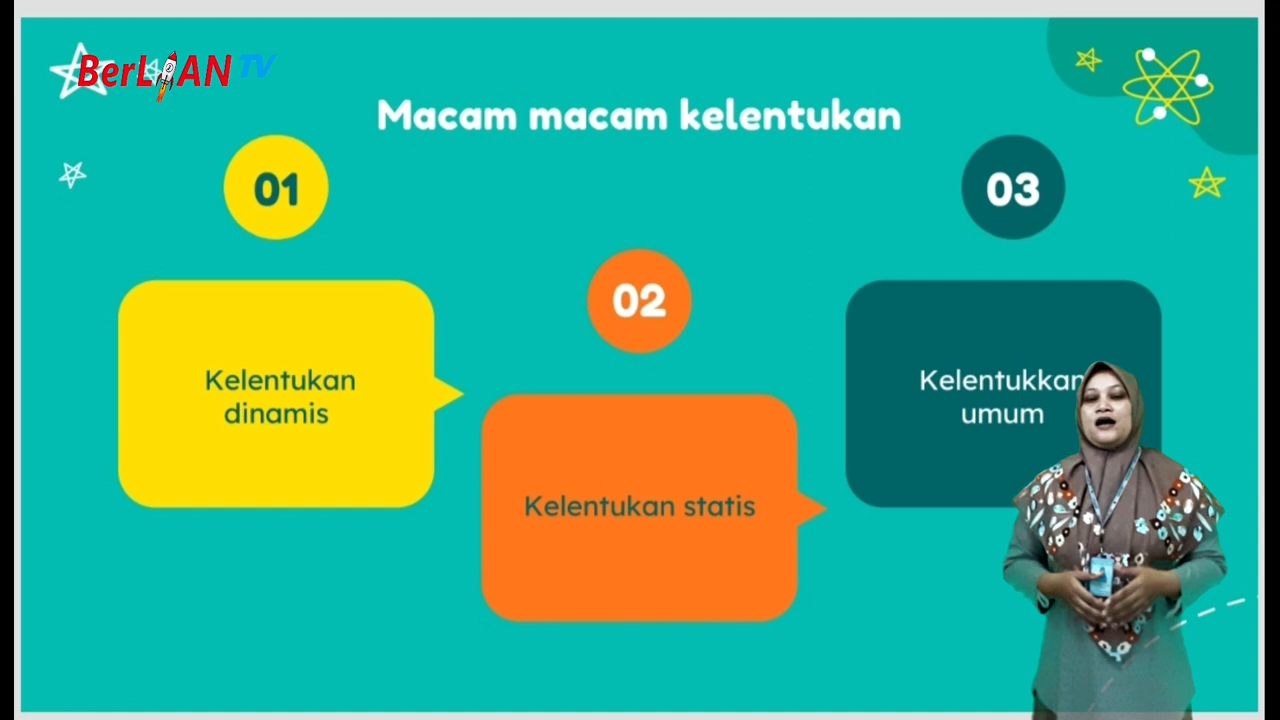 BerLIAN TV
Macam macam kelentukan
01
Kelentukan
dinamis
02
Kelentukan statis
03
Kelentukkan
umum